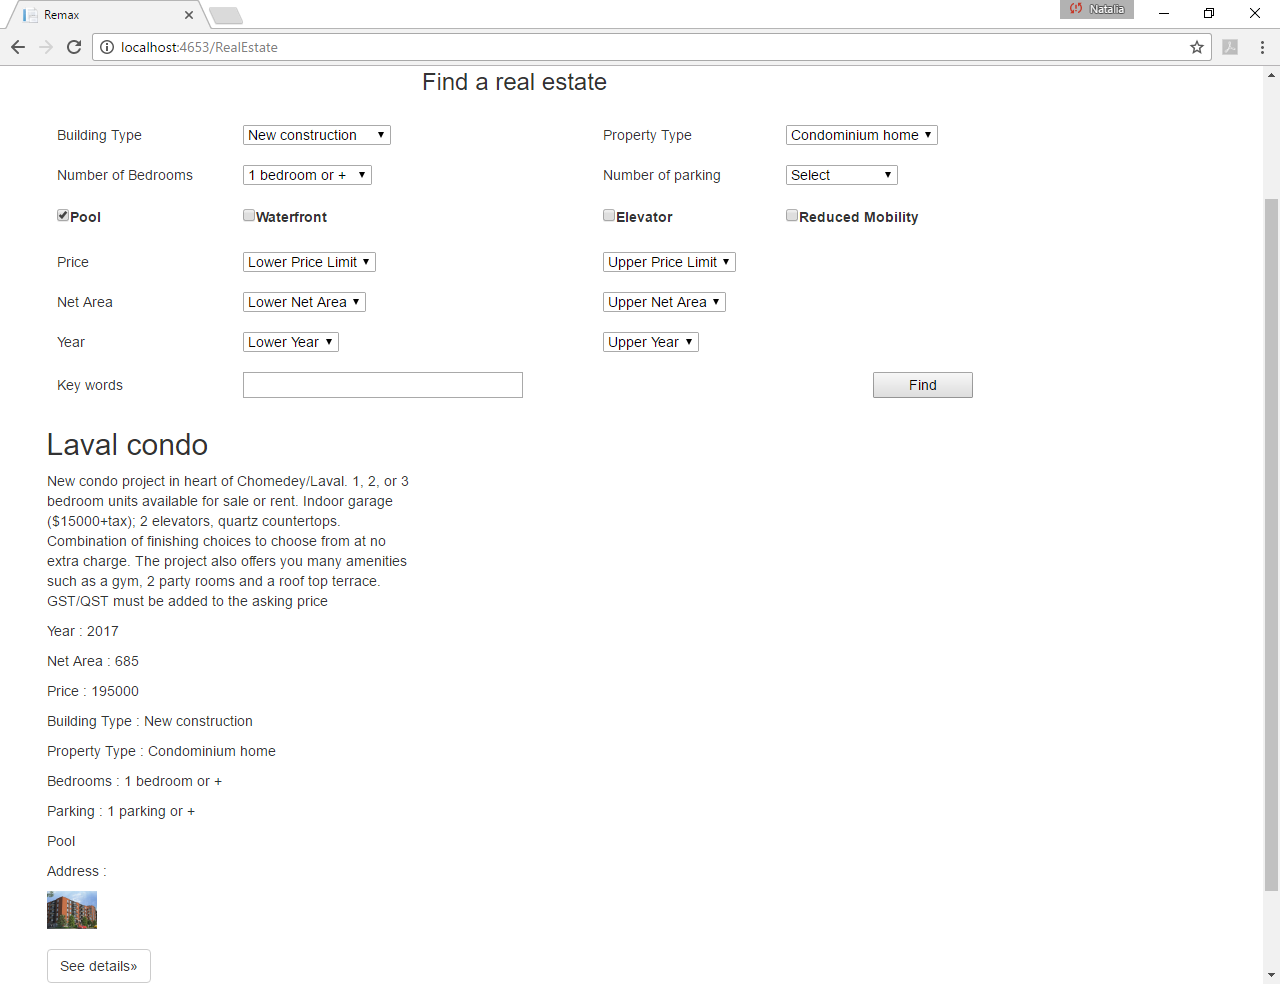 Remax
Natalia
localhost:4653/RealEstate
Find a real estate
Building Type New construction Property Type Condominium home
Number of Bedrooms 1 bedroom or + Number of parking Select
Pool Waterfront Elevator Reduced Mobility
Price Lower Price Limit Upper Price Limit
Net Area Lower Net Area Upper Net Area
Year Lower Year Upper Year
Key words Find
Laval condo
New condo project in heart of Chomedey/Laval. 1, 2, or 3
bedroom units available for sale or rent. Indoor garage
($15000+tax); 2 elevators, quartz countertops.
Combination of finishing choices to choose from at no
extra charge. The project also offers you many amenities
such as a gym, 2 party rooms and a roof top terrace.
GST/QST must be added to the asking price
Year : 2017
Net Area : 685
Price : 195000
Building Type : New construction
Property Type : Condominium home
Bedrooms : 1 bedroom or +
Parking : 1 parking or +
Pool
Address :
See details»